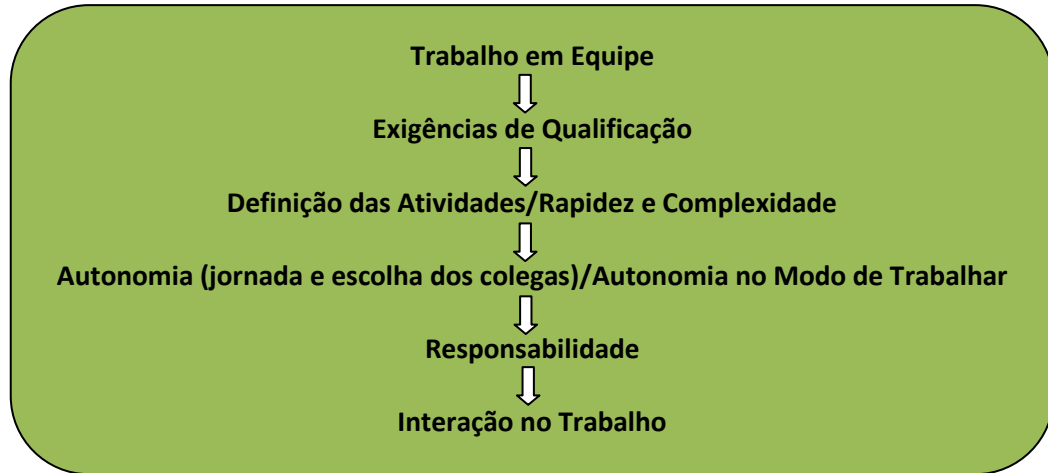 Trabalho em Equipe
Exigências de Qualificação
Definição das Atividades/Rapidez e Complexidade
Autonomia (jornada e escolha dos colegas)/Autonomia no Modo de Trabalhar
Responsabilidade
Interação no Trabalho